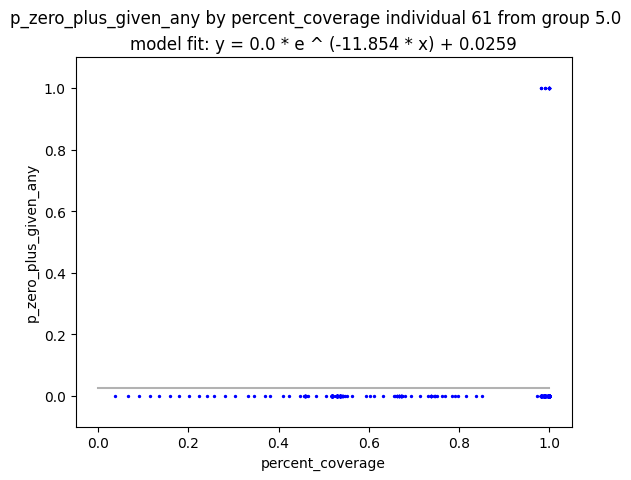 p_zero_plus_given_any by percent_coverage individual 61 from group 5.0
model fit: y = 0.0 * e ^ (-11.854 * x) + 0.0259
1.0
0.8
0.6
0.4
0.2
0.0
p_zero_plus_given_any
0.0 0.2 0.4 0.6 0.8 1.0
percent_coverage